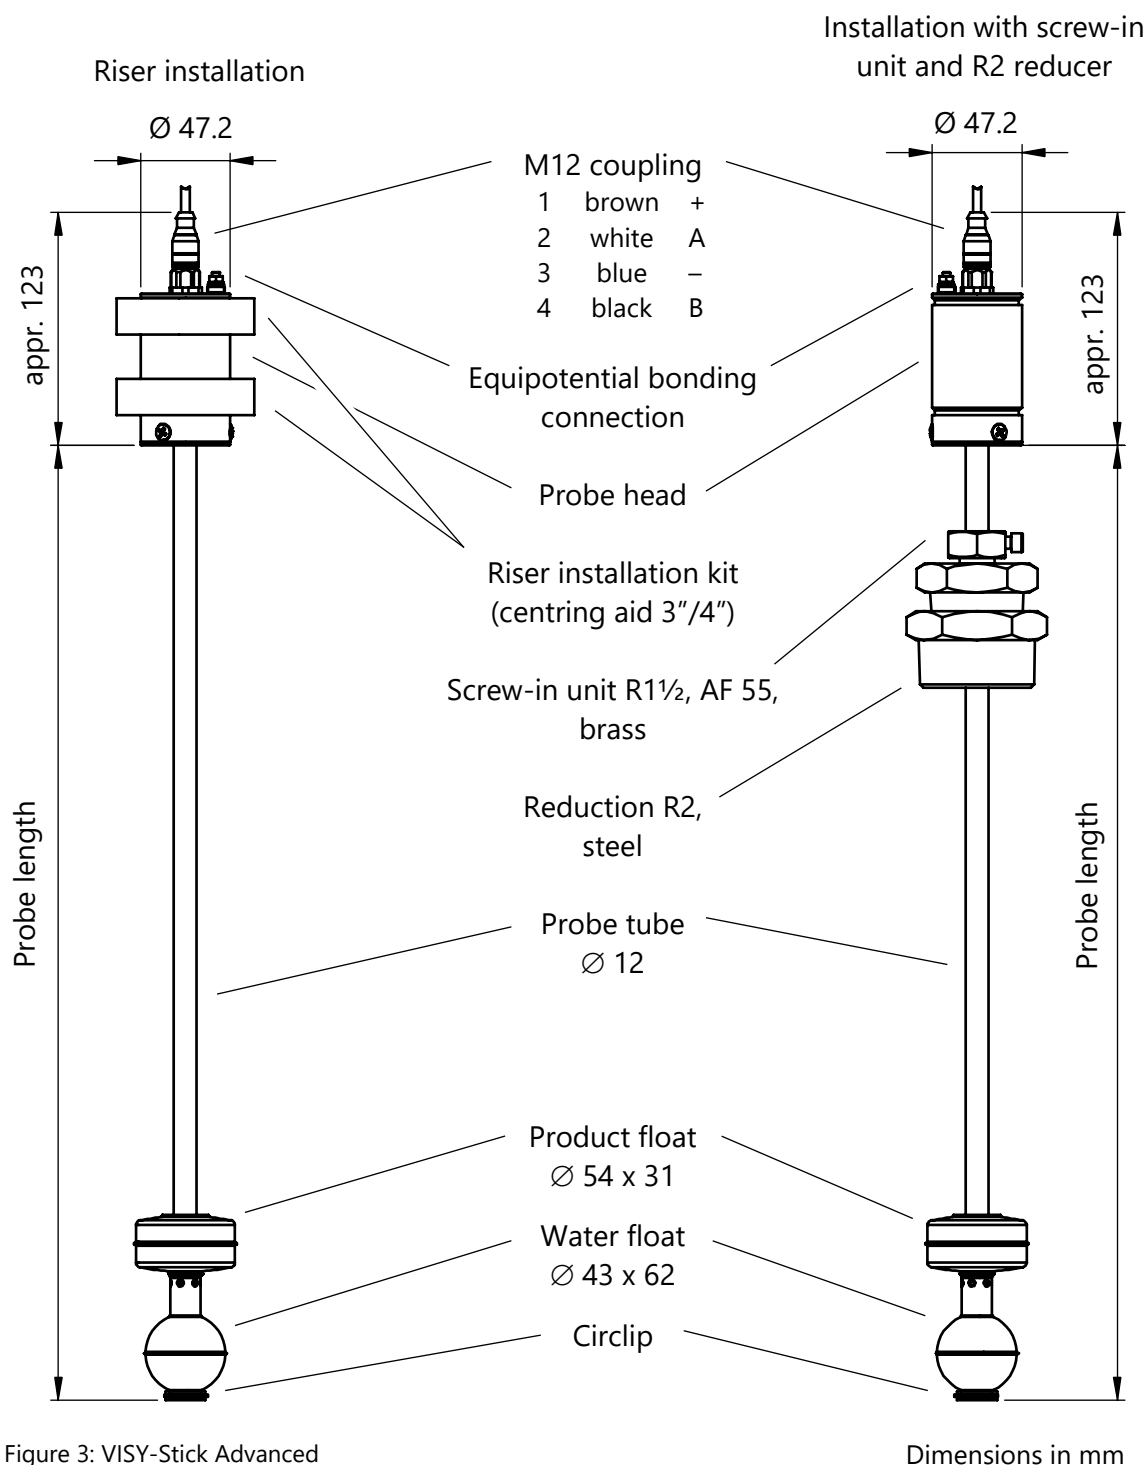 Riser installation
Installation with screw-in
unit and R2 reducer
Ø 47.2
Ø 47.2
M12 coupling
1 brown +
2 white A
3 blue –
4 black B
appr. 123
appr. 123
Equipotential bonding
connection
Probe head
Riser installation kit
(centring aid 3”/4”)
Screw-in unit R1½, AF 55,
brass
Reduction R2,
steel
Probe length
Probe length
Probe tube
∅ 12
Product float
∅ 54 x 31
Water float
∅ 43 x 62
Circlip
Figure 3: VISY-Stick Advanced
Dimensions in mm